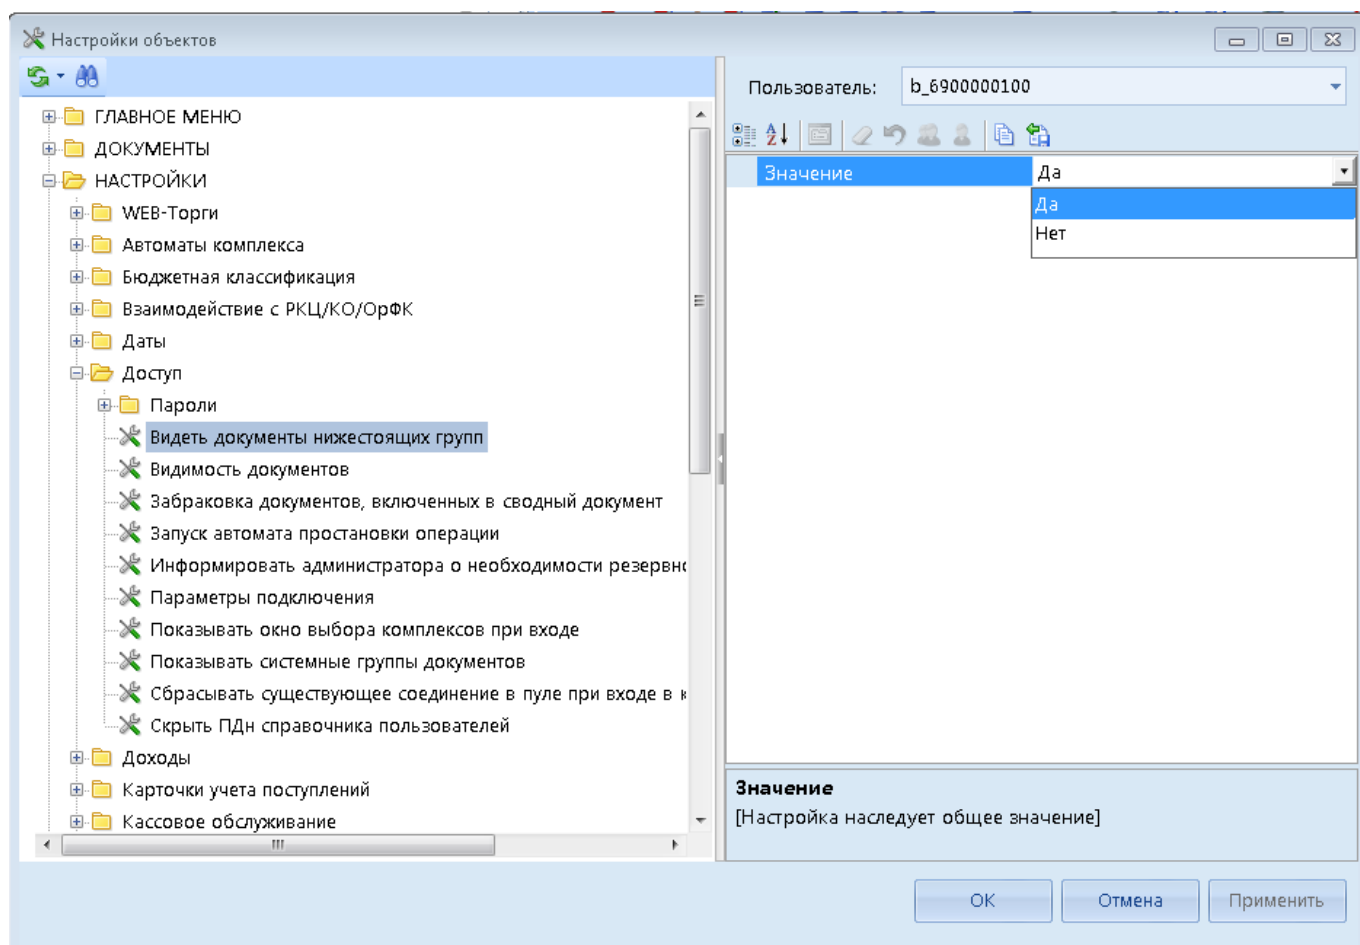 Настройки объектов
Пользователь: b_6900000100
ГЛАВНОЕ МЕНЮ
ДОКУМЕНТЫ
НАСТРОЙКИ
WEB-Торги
Автоматы комплекса
Бюджетная классификация
Взаимодействие с РКЦ/КО/ОрФК
Даты
Доступ
Пароли
Видеть документы нижестоящих групп
Видимость документов
Забраковка документов, включенных в сводный документ
Запуск автомата простановки операции
Информировать администратора о необходимости резервно
Параметры подключения
Показывать окно выбора комплексов при входе
Показывать системные группы документов
Сбрасывать существующее соединение в пуле при входе в к
Скрыть ПДн справочника пользователей
Доходы
Карточки учета поступлений
Кассовое обслуживание
Значение Да
Да
Нет
Значение
[Настройка наследует общее значение]
ОК Отмена Применить